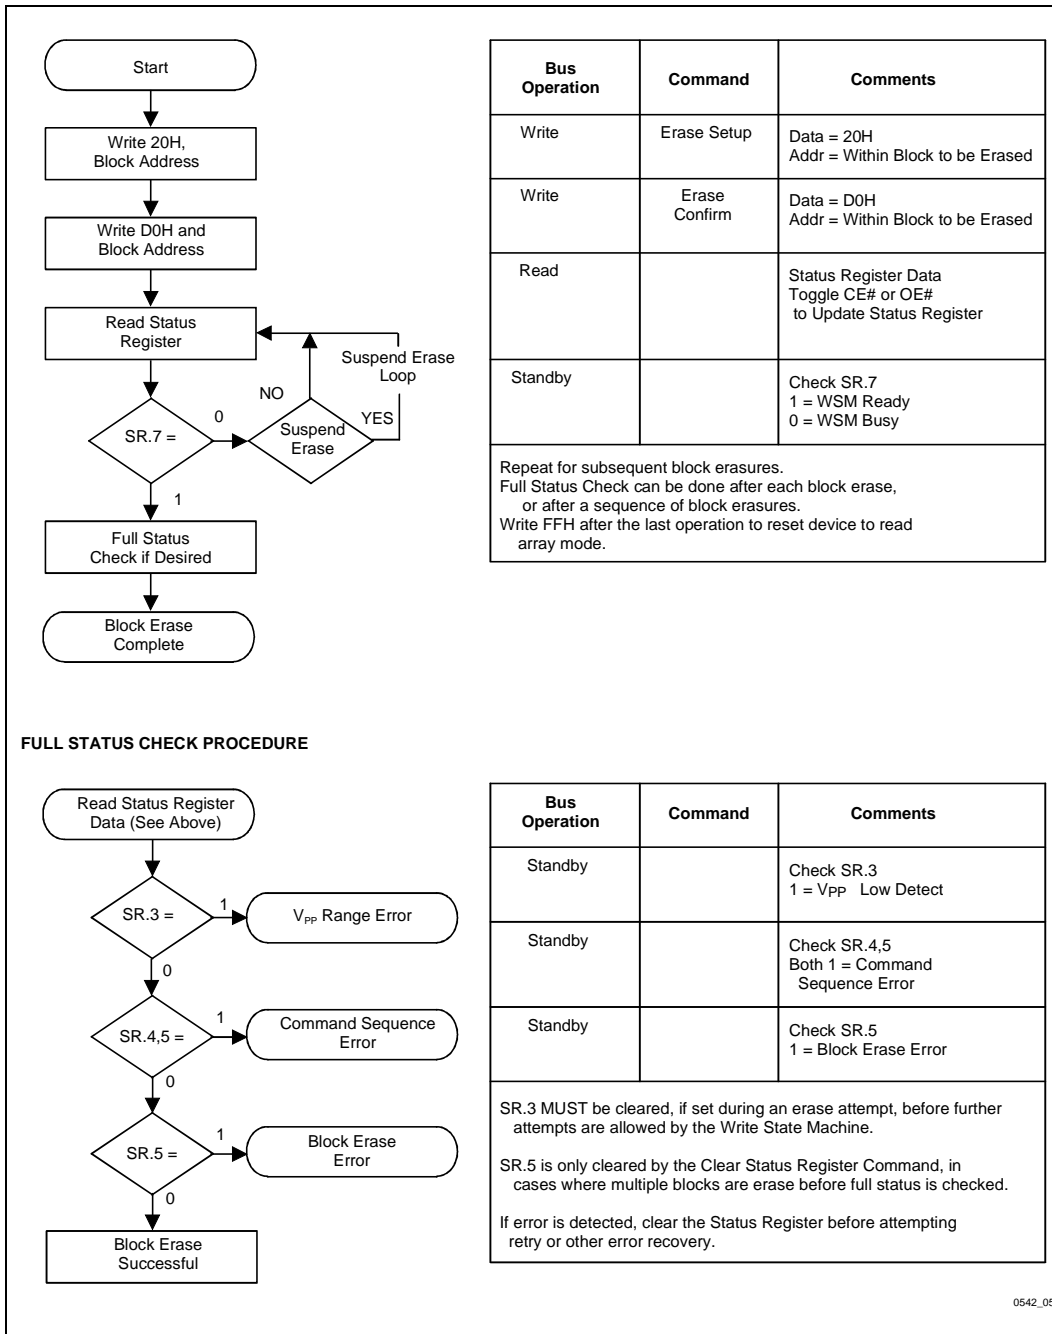 Start
Write 20H,
Block Address
Write D0H and
Block Address
Read Status
Register
Suspend Erase
Loop
NO
YES
0
SR.7 =
Suspend
Erase
1
Full Status
Check if Desired
Block Erase
Complete
Bus
Operation
Command
Comments
Write
Erase Setup
Data = 20H
Addr = Within Block to be Erased
Write
Erase
Confirm
Data = D0H
Addr = Within Block to be Erased
Read
Status Register Data
Toggle CE# or OE#
to Update Status Register
Standby
Check SR.7
1 = WSM Ready
0 = WSM Busy
Repeat for subsequent block erasures.
Full Status Check can be done after each block erase,
or after a sequence of block erasures.
Write FFH after the last operation to reset device to read
array mode.
FULL STATUS CHECK PROCEDURE
Read Status Register
Data (See Above)
SR.3 =
1
VPP Range Error
0
SR.4,5 =
1
Command Sequence
Error
0
SR.5 =
1
Block Erase
Error
0
Block Erase
Successful
Bus
Operation
Command
Comments
Standby
Check SR.3
1 = VPP Low Detect
Standby
Check SR.4,5
Both 1 = Command
Sequence Error
Standby
Check SR.5
1 = Block Erase Error
SR.3 MUST be cleared, if set during an erase attempt, before further
attempts are allowed by the Write State Machine.
SR.5 is only cleared by the Clear Status Register Command, in
cases where multiple blocks are erase before full status is checked.
If error is detected, clear the Status Register before attempting
retry or other error recovery.
0542_05